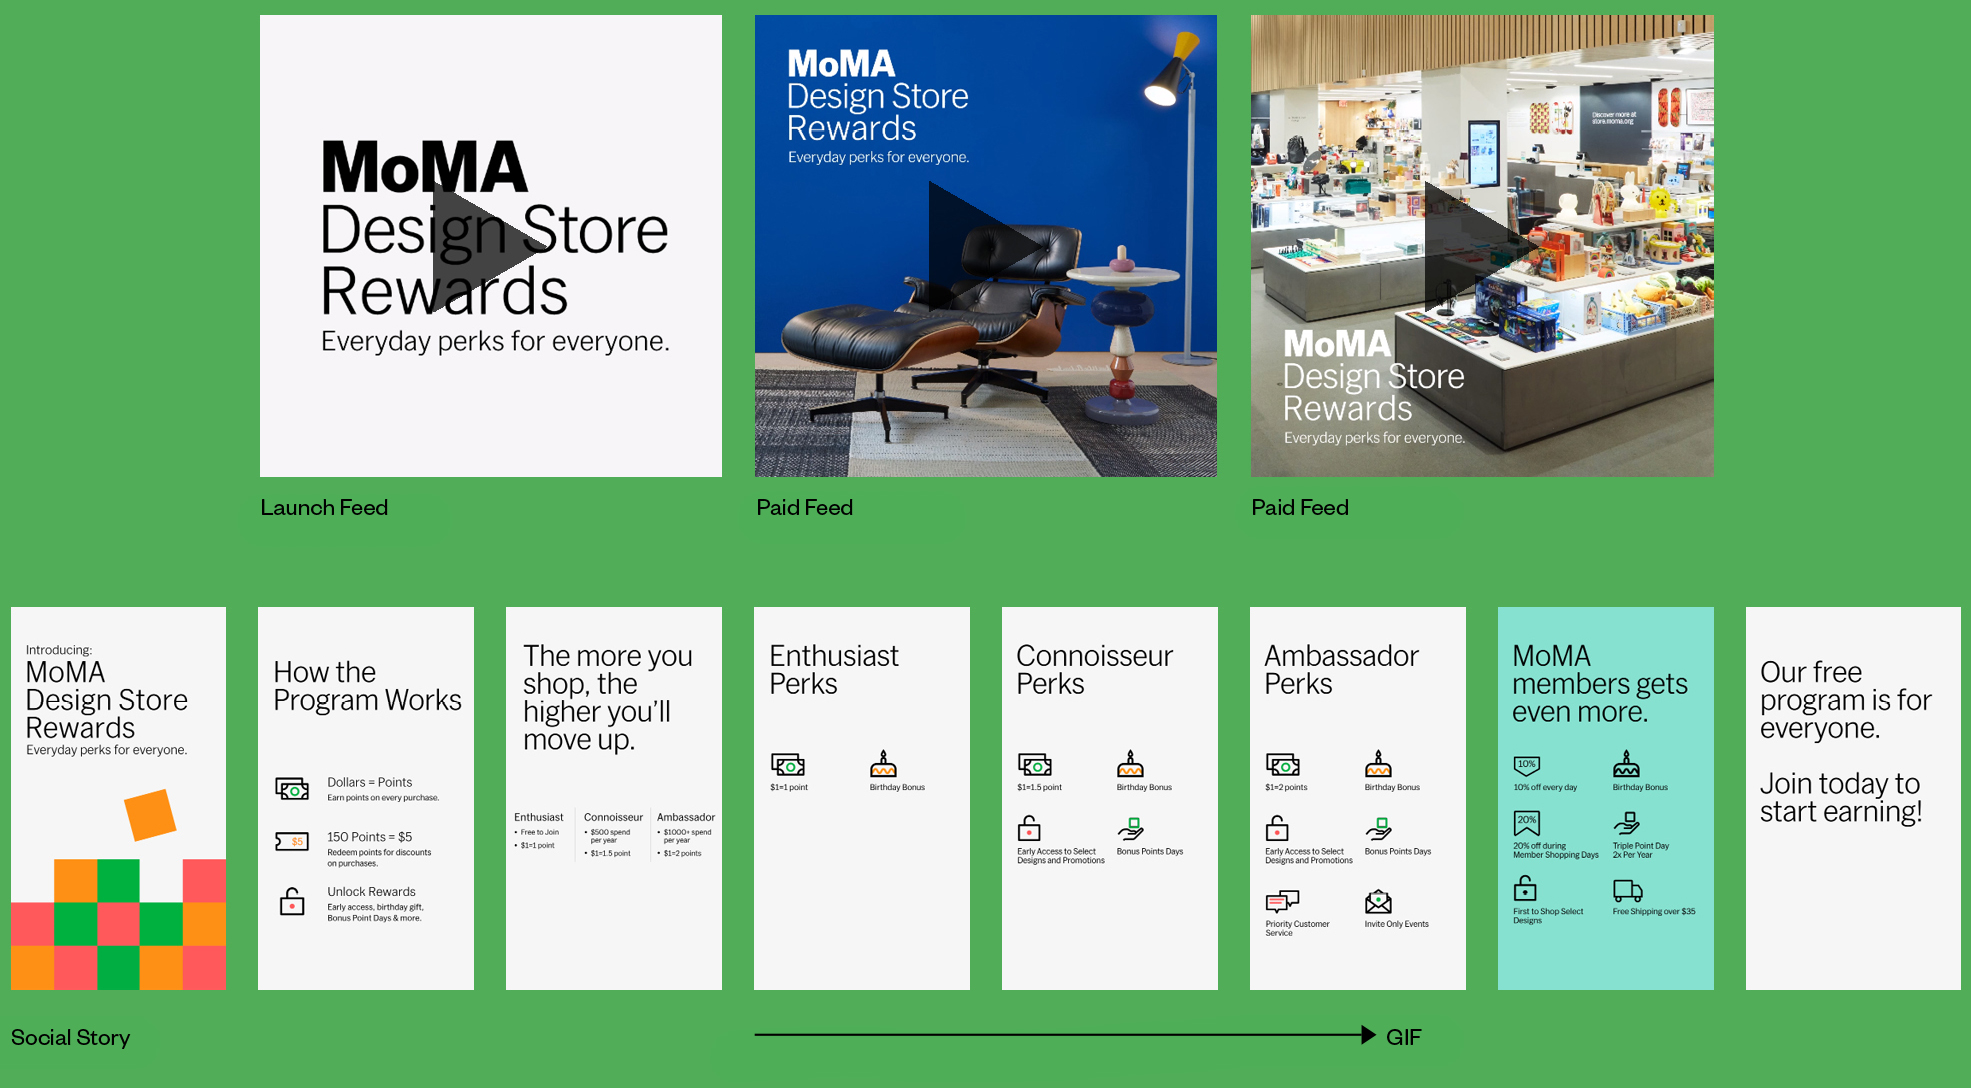 MoMA
Design Store
Rewards
Everyday perks for everyone.
Launch Feed
MoMA
Design Store
Rewards
Everyday perks for everyone.
Paid Feed
Discover more at
store.moma.org
MoMA
Design Store
Rewards
Everyday perks for everyone.
Paid Feed
Introducing:
MoMA
Design Store
Rewards
Everyday perks for everyone.
How the
Program Works
Dollars = Points
Earn points on every purchase.
$5
150 Points = $5
Redeem points for discounts
on purchases.
Unlock Rewards
Early access, birthday gift,
Bonus Point Days & more.
The more you
shop, the
higher you’ll
move up.
Enthusiast
• Free to Join
• $1=1 point
Connoisseur
• $500 spend
per year
• $1=1.5 point
Ambassador
• $1000+ spend
per year
• $1=2 points
Enthusiast
Perks
$1=1 point
Birthday Bonus
Connoisseur
Perks
$1=1.5 point
Birthday Bonus
Early Access to Select
Designs and Promotions
Bonus Points Days
Ambassador
Perks
$1=2 points
Birthday Bonus
Early Access to Select
Designs and Promotions
Bonus Points Days
Priority Customer
Service
Invite Only Events
MoMA
members gets
even more.
10%
10% off every day
Birthday Bonus
20%
20% off during
Member Shopping Days
Triple Point Day
2x Per Year
First to Shop Select
Designs
Free Shipping over $35
Our free
program is for
everyone.
Join today to
start earning!
Social Story
GIF